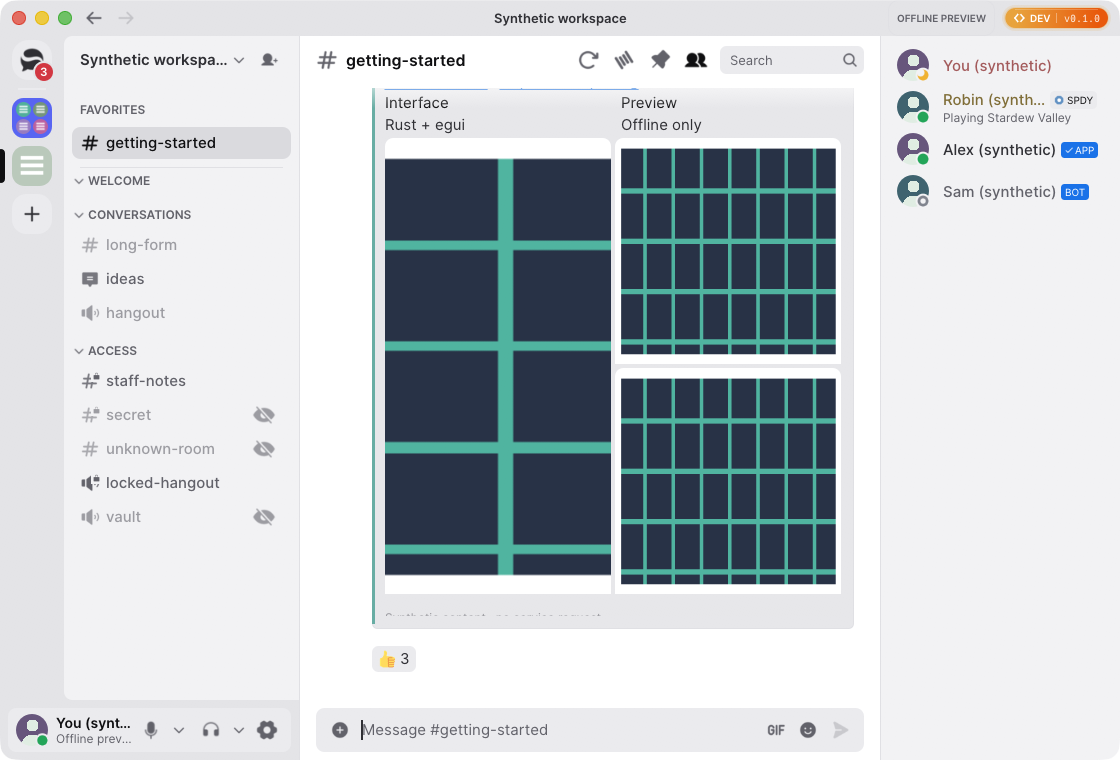 Synthetic workspace
OFFLINE PREVIEW
DEV v0.1.0
3
Synthetic workspa...
FAVORITES
getting-started
WELCOME
CONVERSATIONS
long-form
ideas
hangout
ACCESS
staff-notes
secret
unknown-room
locked-hangout
vault
You (synt...
Offline prev...
# getting-started
Search
Interface
Rust + egui
Preview
Offline only
3
Message #getting-started
GIF
You (synthetic)
Robin (synth... SPDY
Playing Stardew Valley
Alex (synthetic) APP
Sam (synthetic) BOT